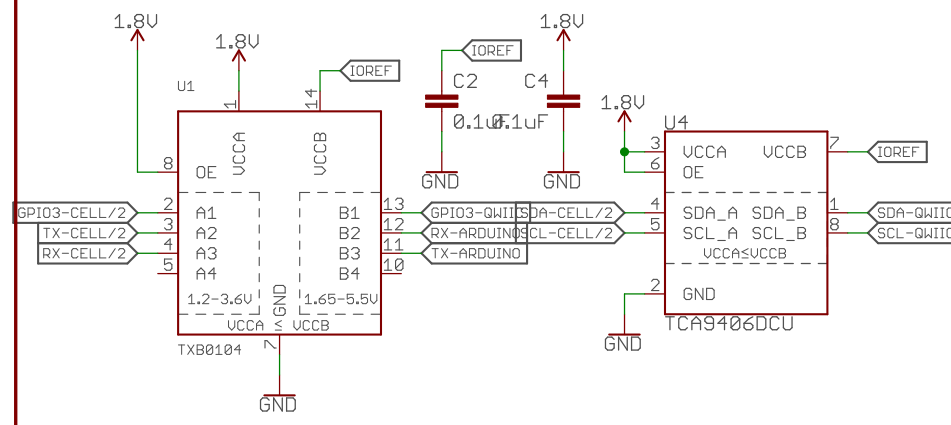 1.8V
1.8V
IOREF
U1
1
14
VCCA
VCCB
8
OE
GPIO3-CELL/2
2
A1
B1
13
GPIO3-QWIIC
TX-CELL/2
3
A2
B2
12
RX-ARDUINO
RX-CELL/2
4
A3
B3
11
TX-ARDUINO
5
A4
B4
10
1.2-3.6V
1.65-5.5V
VCCA ≤ VCCB
GND
7
TXB0104
GND
IOREF
C2
0.1uF
GND
1.8V
C4
0.1uF
GND
1.8V
U4
3
VCCA
VCCB
7
IOREF
6
OE
SDA-CELL/2
4
SDA_A
SDA_B
1
SDA-QWIIC
SCL-CELL/2
5
SCL_A
SCL_B
8
SCL-QWIIC
VCCA≤VCCB
2
GND
TCA9406DCU
GND